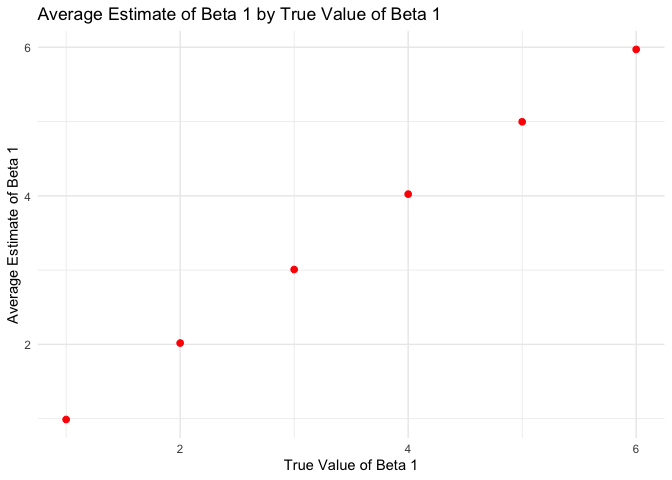 Average Estimate of Beta 1 by True Value of Beta 1
6
4
2
Average Estimate of Beta 1
2 4 6
True Value of Beta 1